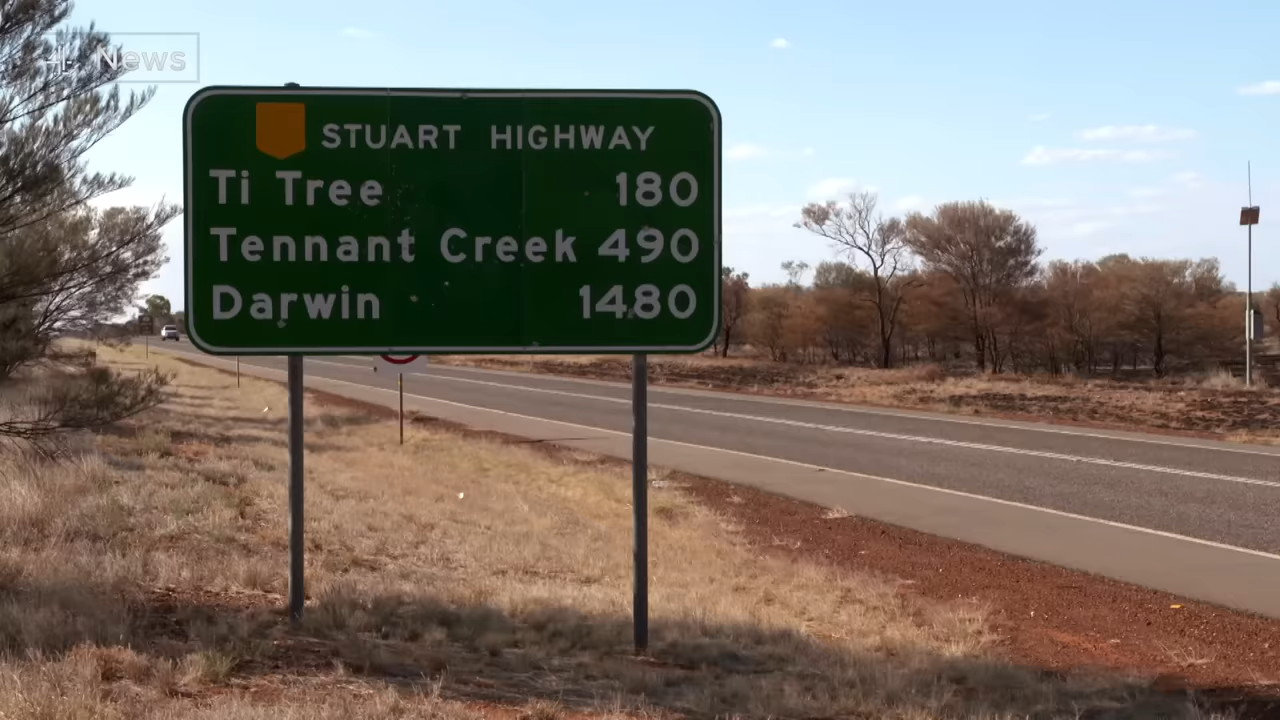 News
STUART HIGHWAY
Ti Tree 180
Tennant Creek 490
Darwin 1480